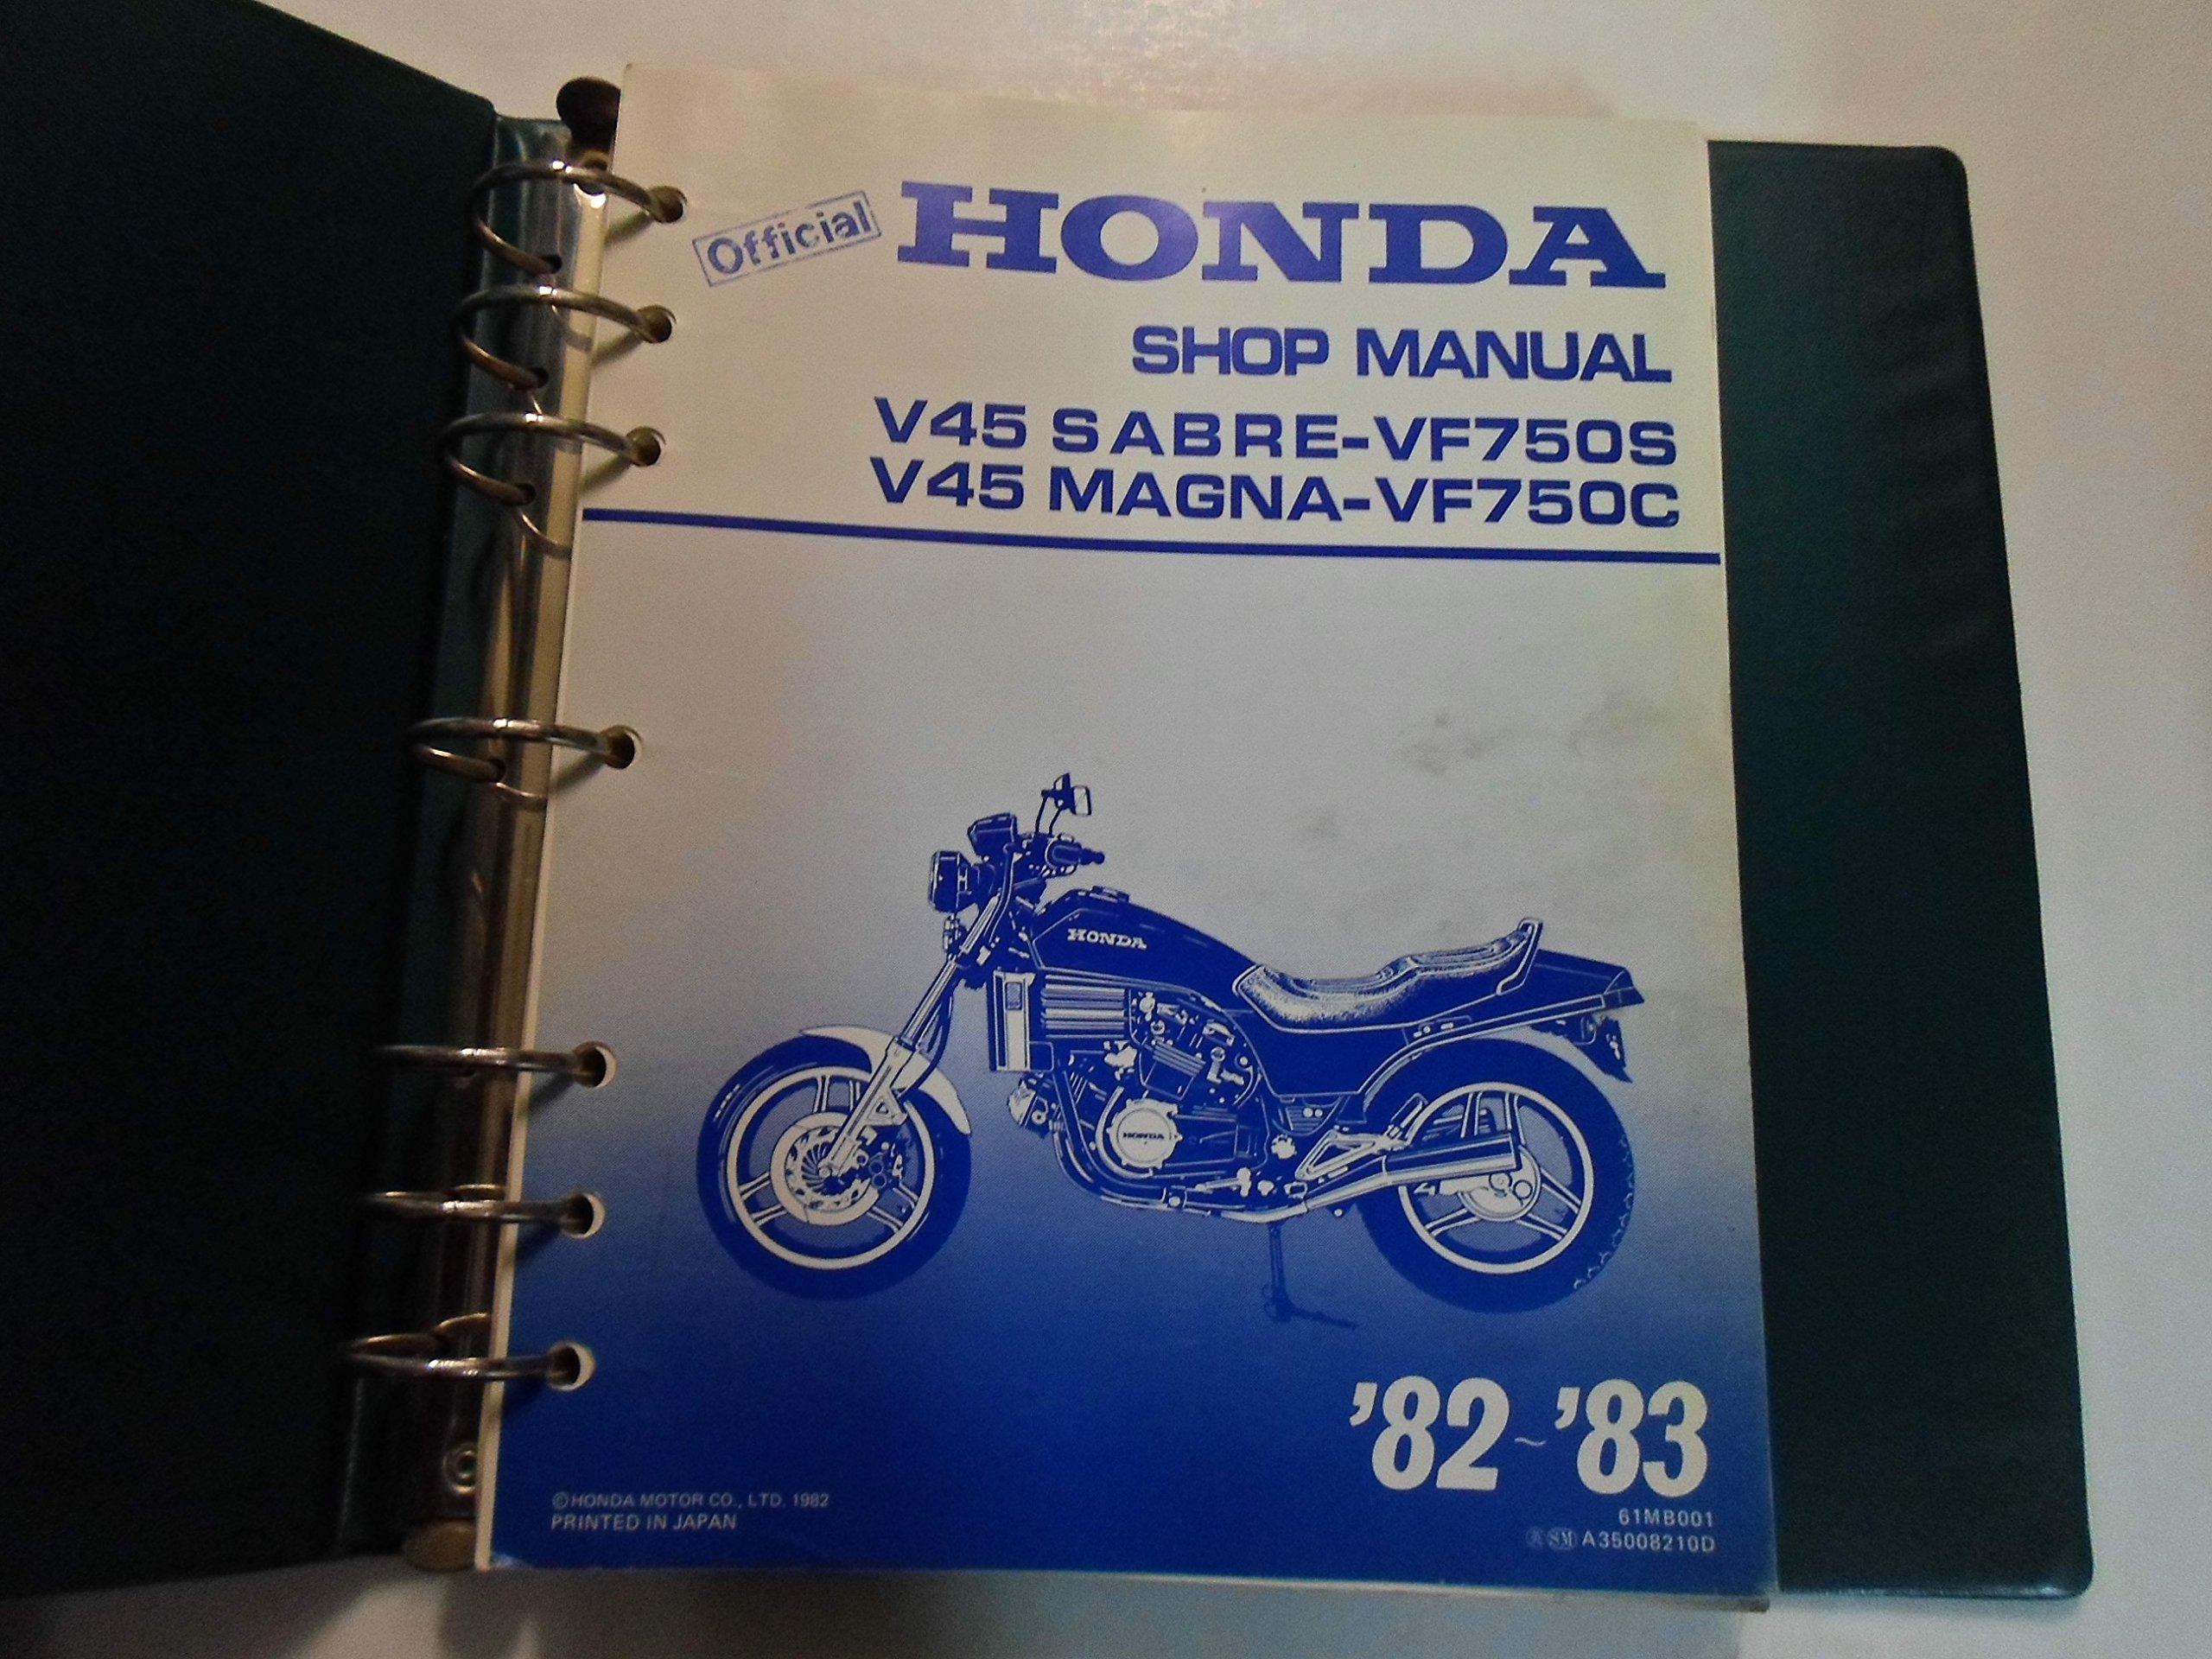 Official HONDA
SHOP MANUAL
V45 SABRE-VF750S
V45 MAGNA-VF750C
HONDA
HONDA
'82~'83
©HONDA MOTOR CO., LTD. 1982
PRINTED IN JAPAN
61MB001
SM A35008210D